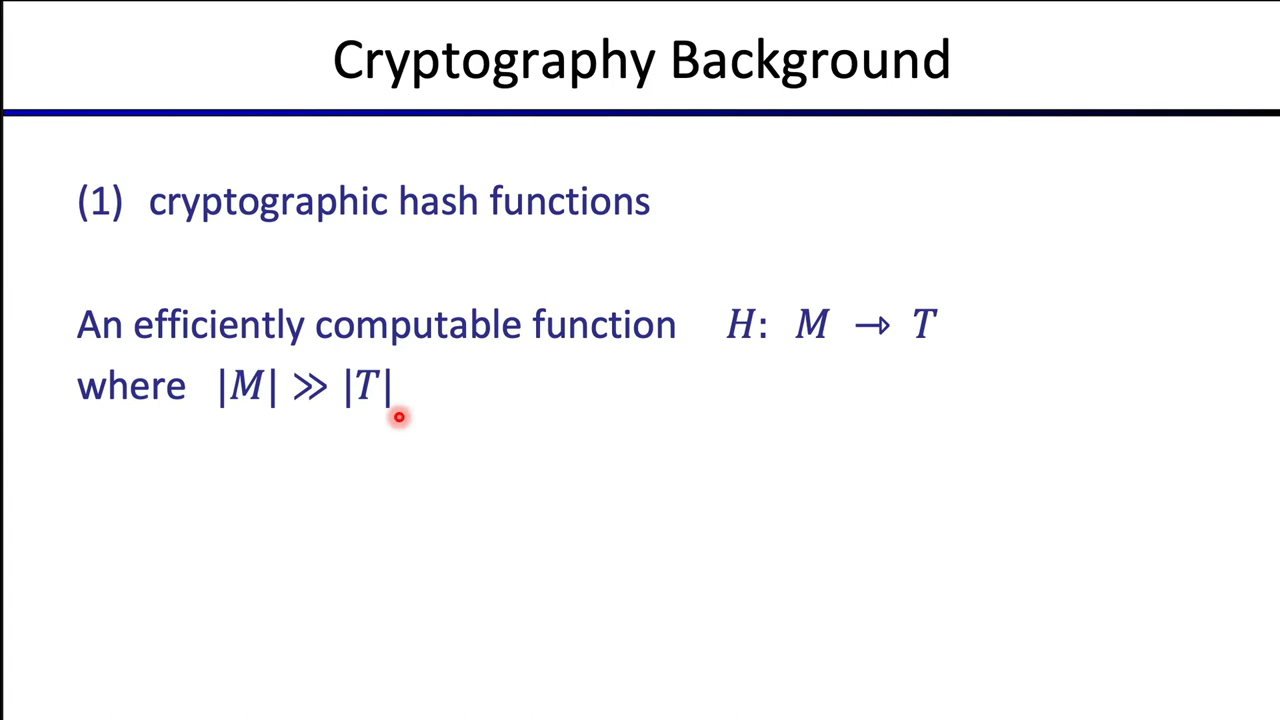 Cryptography Background
(1) cryptographic hash functions
An efficiently computable function H: M ⇾ T
where |M| ≫ |T|